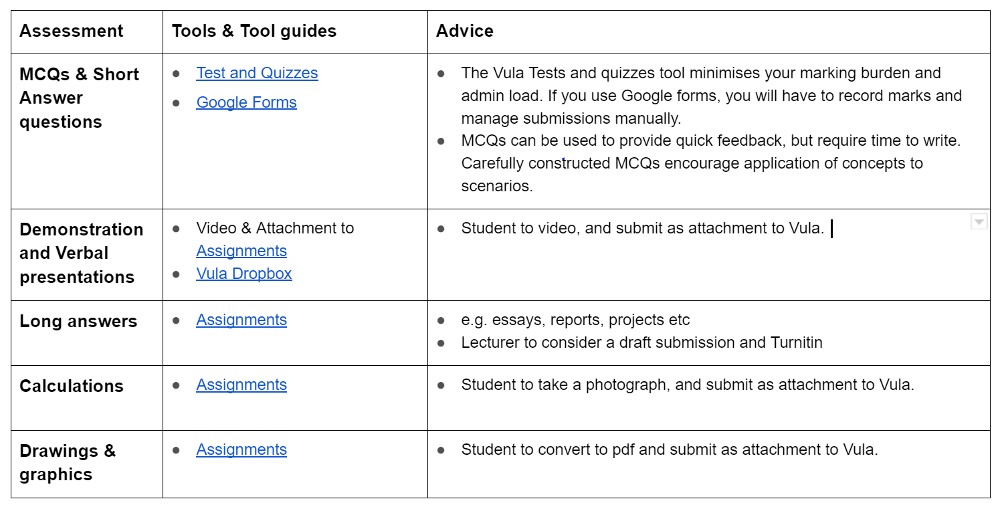 Assessment
Tools & Tool guides
Advice
MCQs & Short
Answer
questions
● Test and Quizzes
● Google Forms
● The Vula Tests and quizzes tool minimises your marking burden and
admin load. If you use Google forms, you will have to record marks and
manage submissions manually.
● MCQs can be used to provide quick feedback, but require time to write.
Carefully constructed MCQs encourage application of concepts to
scenarios.
Demonstration
and Verbal
presentations
● Video & Attachment to
Assignments
● Vula Dropbox
● Student to video, and submit as attachment to Vula.
Long answers
● Assignments
● e.g. essays, reports, projects etc
● Lecturer to consider a draft submission and Turnitin
Calculations
● Assignments
● Student to take a photograph, and submit as attachment to Vula.
Drawings &
graphics
● Assignments
● Student to convert to pdf and submit as attachment to Vula.